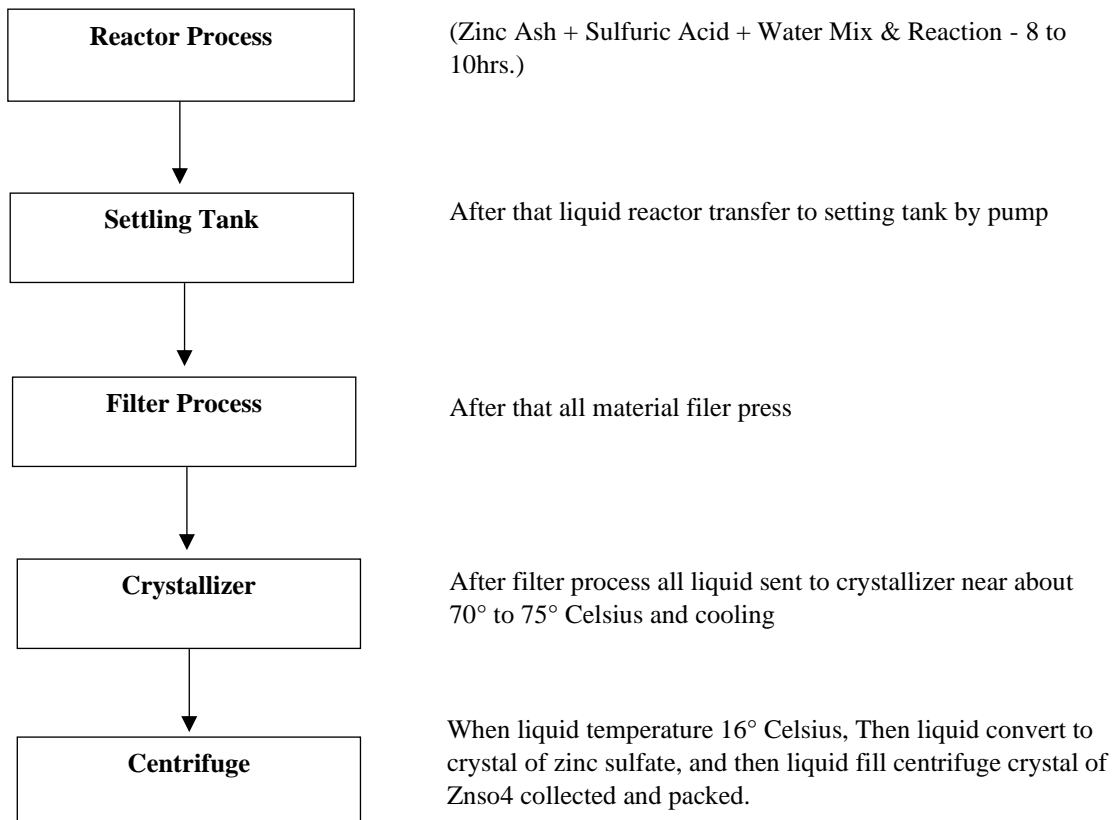 Reactor Process
(Zinc Ash + Sulfuric Acid + Water Mix & Reaction - 8 to
10hrs.)
Settling Tank
After that liquid reactor transfer to setting tank by pump
Filter Process
After that all material filer press
Crystallizer
After filter process all liquid sent to crystallizer near about
70° to 75° Celsius and cooling
Centrifuge
When liquid temperature 16° Celsius, Then liquid convert to
crystal of zinc sulfate, and then liquid fill centrifuge crystal of
Znso4 collected and packed.